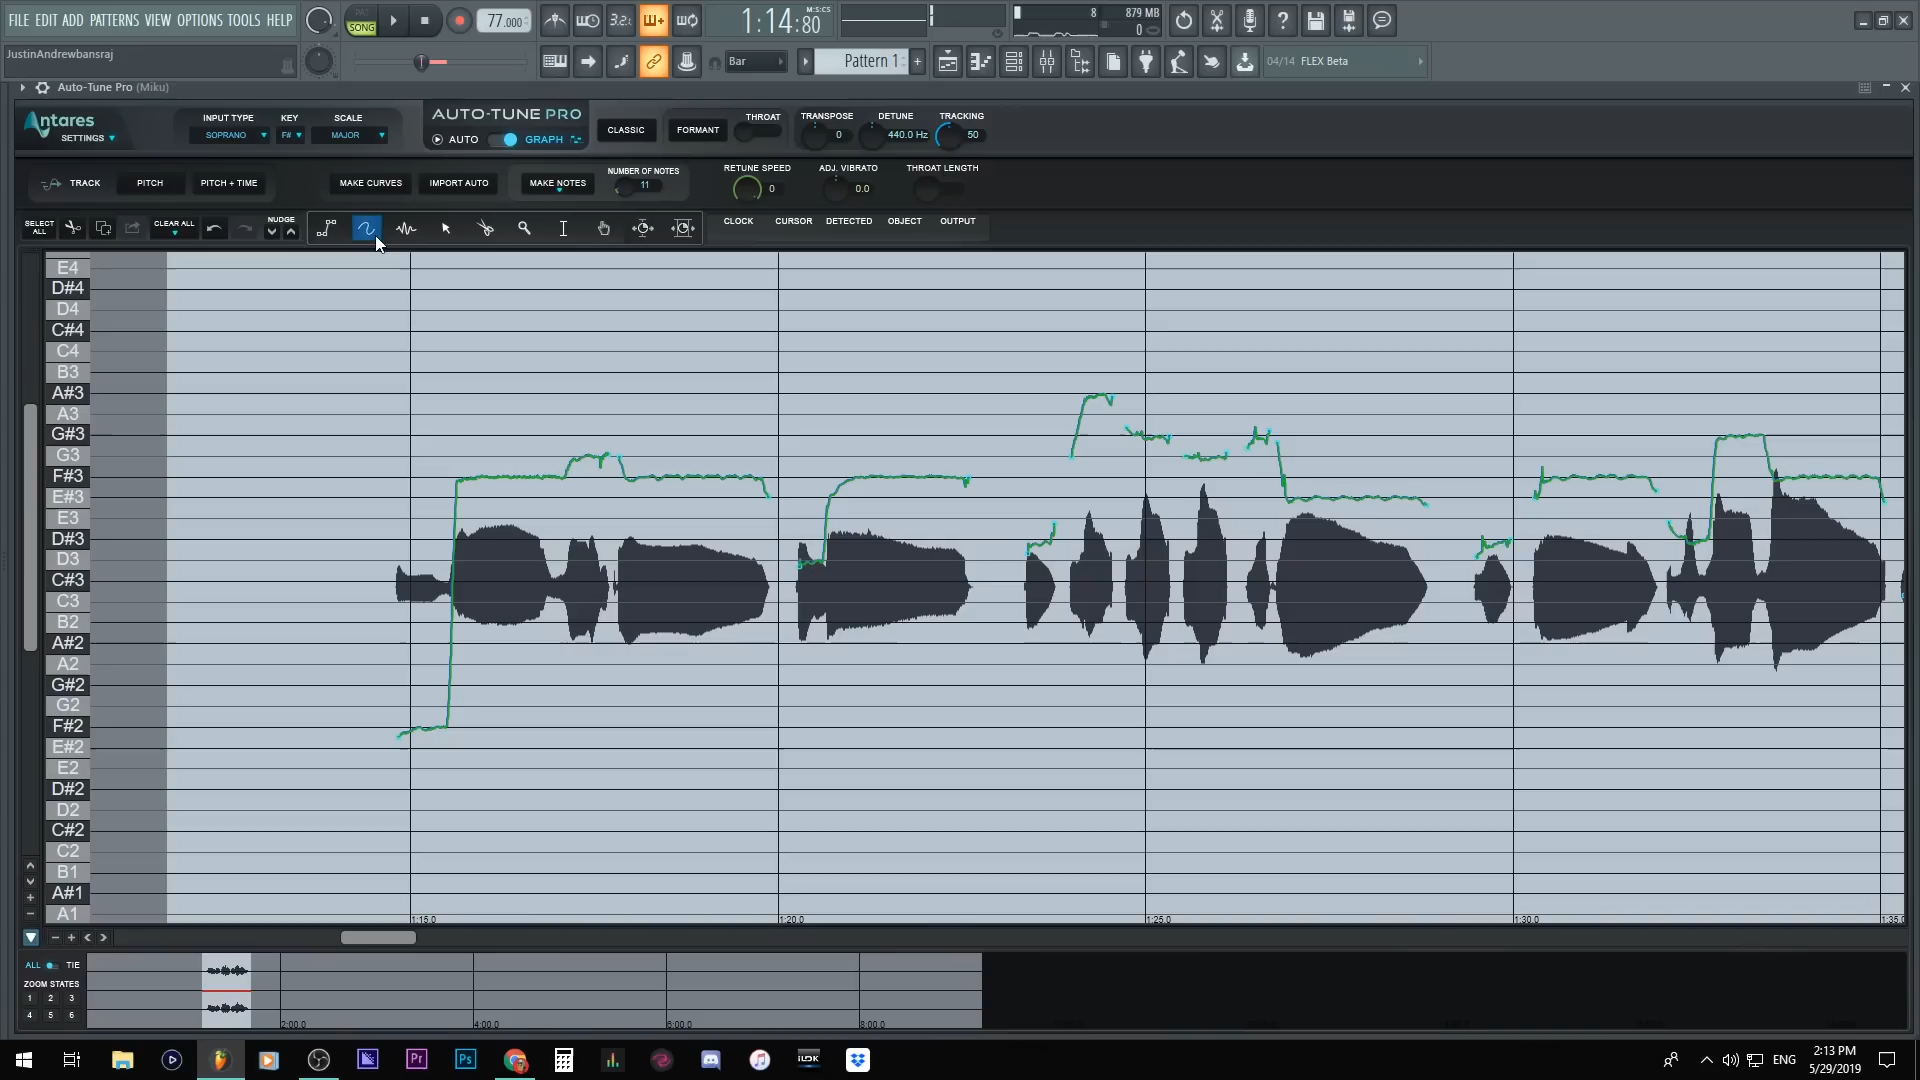 FILE EDIT ADD PATTERNS VIEW OPTIONS TOOLS HELP
PAT
SONG
77.000
3.2.
1:14:80
M:S:CS
8
879 MB
0
JustinAndrewbansraj
Bar
Pattern 1
+
04/14 FLEX Beta
Auto-Tune Pro (Miku)
Antares
SETTINGS
INPUT TYPE
SOPRANO
KEY
F#
SCALE
MAJOR
AUTO-TUNE PRO
AUTO
GRAPH
CLASSIC
FORMANT
THROAT
TRANSPOSE
0
DETUNE
440.0 Hz
TRACKING
50
TRACK
PITCH
PITCH + TIME
MAKE CURVES
IMPORT AUTO
MAKE NOTES
NUMBER OF NOTES
11
RETUNE SPEED
0
ADJ. VIBRATO
0.0
THROAT LENGTH
SELECT ALL
CLEAR ALL
NUDGE
CLOCK
CURSOR
DETECTED
OBJECT
OUTPUT
E4
D#4
D4
C#4
C4
B3
A#3
A3
G#3
G3
F#3
E#3
E3
D#3
D3
C#3
C3
B2
A#2
A2
G#2
G2
F#2
E#2
E2
D#2
D2
C#2
C2
B1
A#1
A1
1:15.0
1:20.0
1:25.0
1:30.0
1:35.0
ALL
TIE
ZOOM STATES
1 2 3
4 5 6
2:00.0
4:00.0
6:00.0
8:00.0
Pr
Ps
iLOK
ENG
2:13 PM
5/29/2019